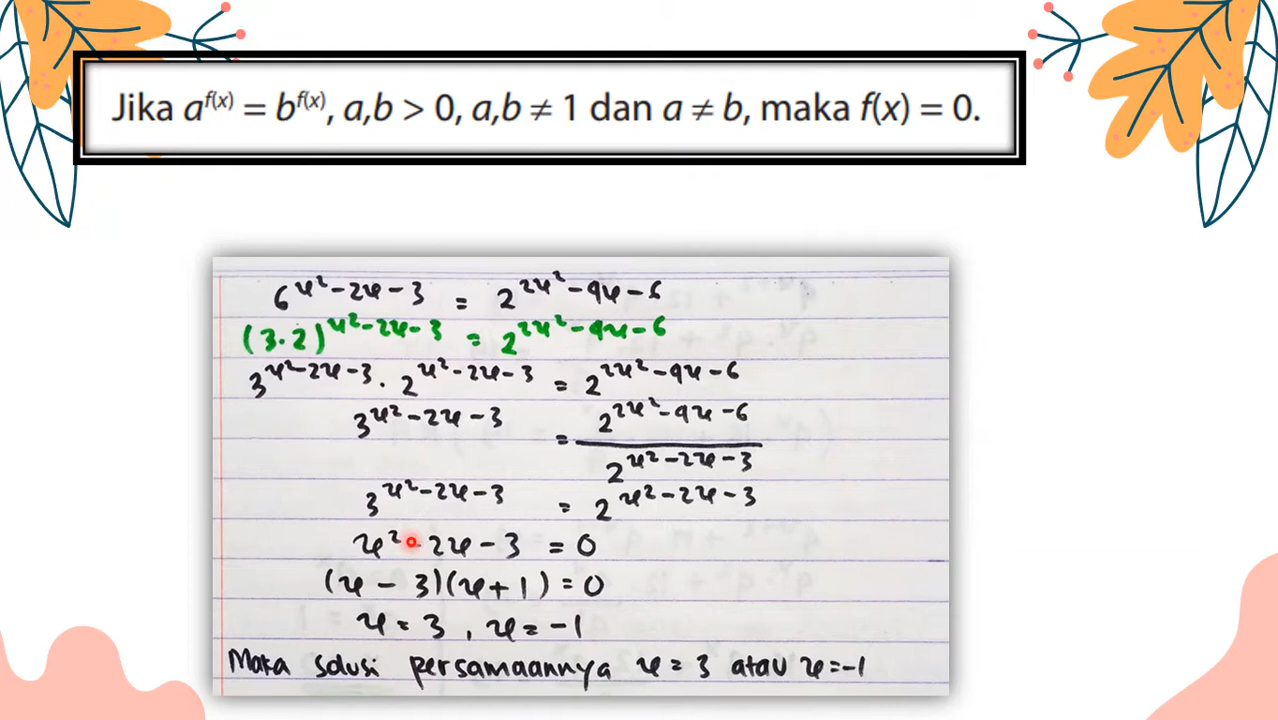 Jika a^f(x) = b^f(x), a,b > 0, a,b ≠ 1 dan a ≠ b, maka f(x) = 0.
6^x²-2x-3 = 2^2x²-4x-6
(3.2)^x²-2x-3 = 2^2x²-4x-6
3^x²-2x-3 . 2^x²-2x-3 = 2^2x²-4x-6
3^x²-2x-3 = 2^2x²-4x-6 / 2^x²-2x-3
3^x²-2x-3 = 2^x²-2x-3
x² - 2x - 3 = 0
(x - 3)(x + 1) = 0
x = 3 , x = -1
Maka solusi persamaannya x = 3 atau x = -1